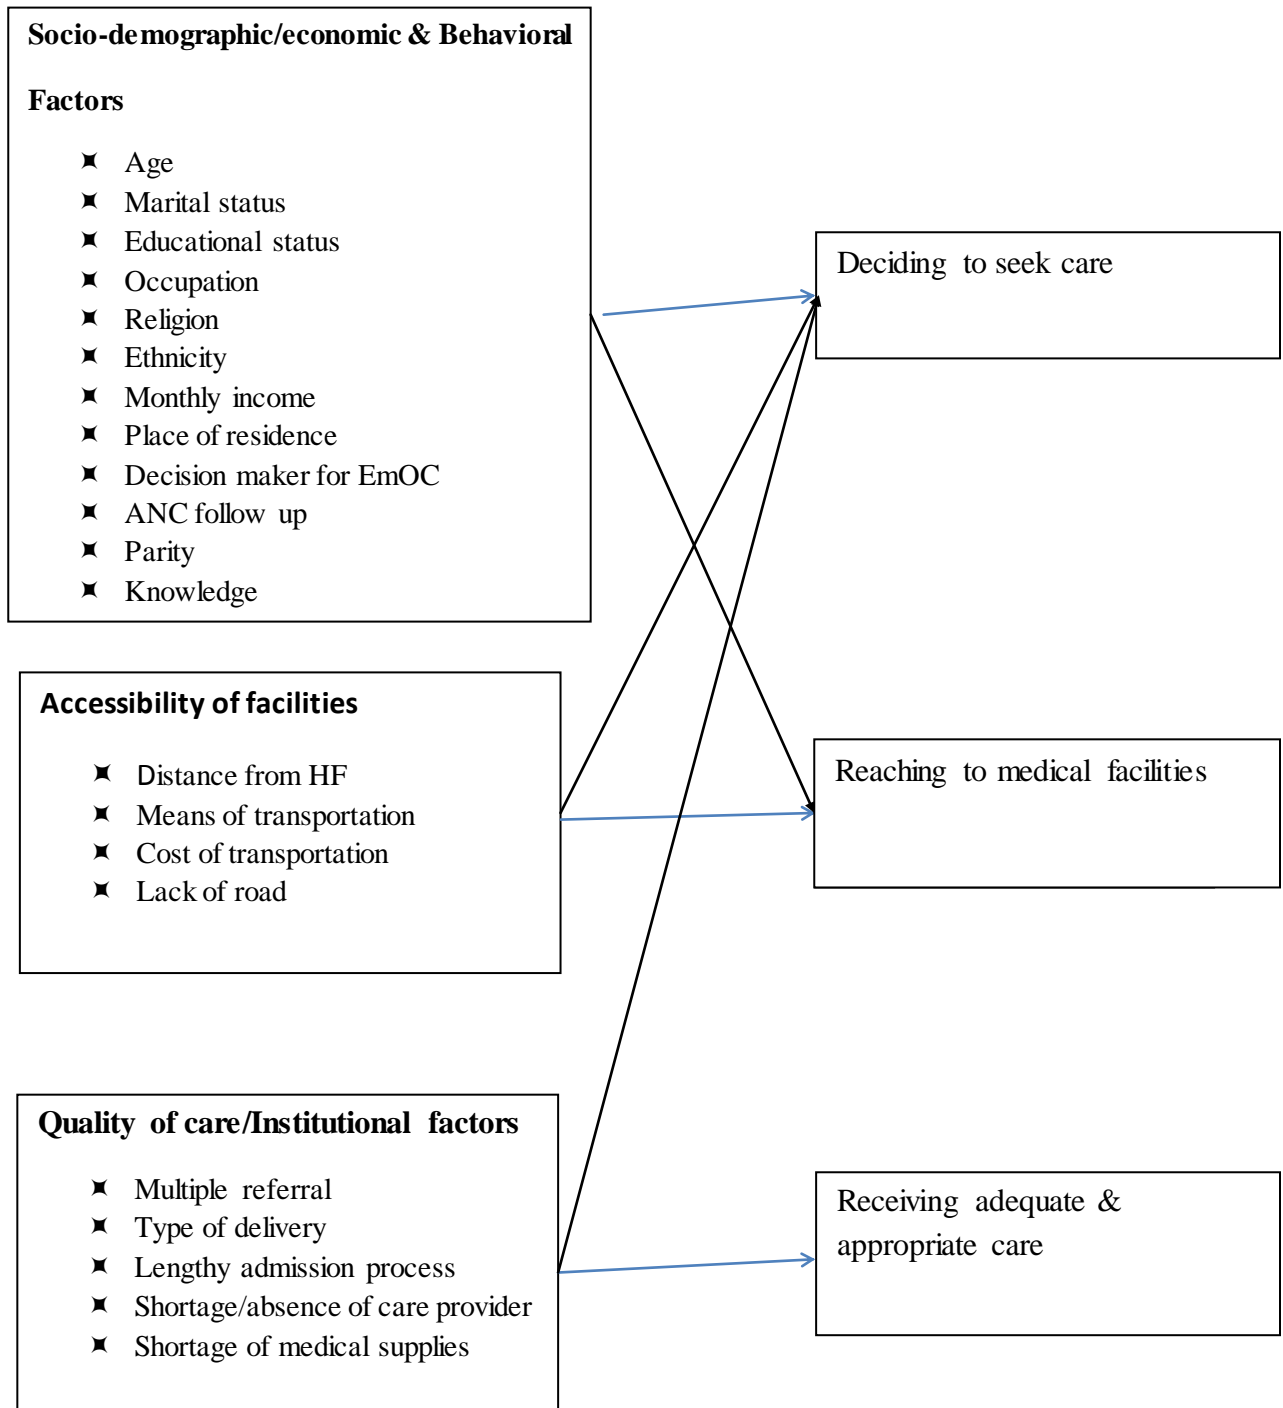 Socio-demographic/economic & Behavioral
Factors
Age
Marital status
Educational status
Occupation
Religion
Ethnicity
Monthly income
Place of residence
Decision maker for EmOC
ANC follow up
Parity
Knowledge
Deciding to seek care
Accessibility of facilities
Distance from HF
Means of transportation
Cost of transportation
Lack of road
Reaching to medical facilities
Quality of care/Institutional factors
Multiple referral
Type of delivery
Lengthy admission process
Shortage/absence of care provider
Shortage of medical supplies
Receiving adequate &
appropriate care